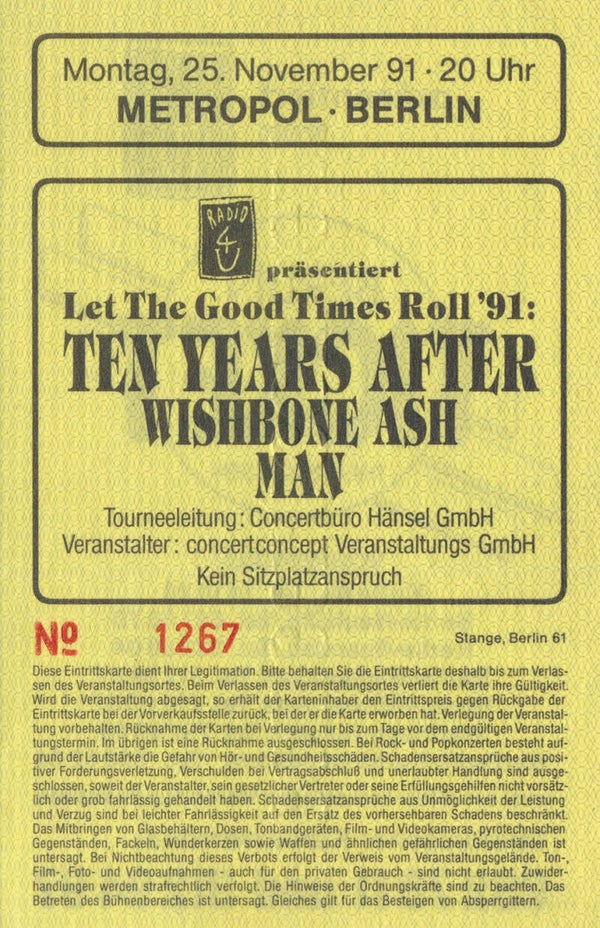 Montag, 25. November 91 · 20 Uhr
METROPOL · BERLIN
RADIO
4
U
präsentiert
Let The Good Times Roll '91:
TEN YEARS AFTER
WISHBONE ASH
MAN
Tourneeleitung: Concertbüro Hänsel GmbH
Veranstalter: concertconcept Veranstaltungs GmbH
Kein Sitzplatzanspruch
Nº 1267
Stange, Berlin 61
Diese Eintrittskarte dient Ihrer Legitimation. Bitte behalten Sie die Eintrittskarte deshalb bis zum Verlas-
sen des Veranstaltungsortes. Beim Verlassen des Veranstaltungsortes verliert die Karte ihre Gültigkeit.
Wird die Veranstaltung abgesagt, so erhält der Karteninhaber den Eintrittspreis gegen Rückgabe der
Eintrittskarte bei der Vorverkaufsstelle zurück, bei der er die Karte erworben hat. Verlegung der Veranstal-
tung vorbehalten. Rücknahme der Karten bei Verlegung nur bis zum Tage vor dem endgültigen Veranstal-
tungstermin. Im übrigen ist eine Rücknahme ausgeschlossen. Bei Rock- und Popkonzerten besteht auf-
grund der Lautstärke die Gefahr von Hör- und Gesundheitsschäden. Schadensersatzansprüche aus posi-
tiver Forderungsverletzung, Verschulden bei Vertragsabschluß und unerlaubter Handlung sind ausge-
schlossen, soweit der Veranstalter, sein gesetzlicher Vertreter oder seine Erfüllungsgehilfen nicht vorsätz-
lich oder grob fahrlässig gehandelt haben. Schadensersatzansprüche aus Unmöglichkeit der Leistung
und Verzug sind bei leichter Fahrlässigkeit auf den Ersatz des vorhersehbaren Schadens beschränkt.
Das Mitbringen von Glasbehältern, Dosen, Tonbandgeräten, Film- und Videokameras, pyrotechnischen
Gegenständen, Fackeln, Wunderkerzen sowie Waffen und ähnlichen gefährlichen Gegenständen ist
untersagt. Bei Nichtbeachtung dieses Verbots erfolgt der Verweis vom Veranstaltungsgelände. Ton-,
Film-, Foto- und Videoaufnahmen - auch für den privaten Gebrauch - sind nicht erlaubt. Zuwider-
handlungen werden strafrechtlich verfolgt. Die Hinweise der Ordnungskräfte sind zu beachten. Das
Betreten des Bühnenbereiches ist untersagt. Gleiches gilt für das Besteigen von Absperrgittern.